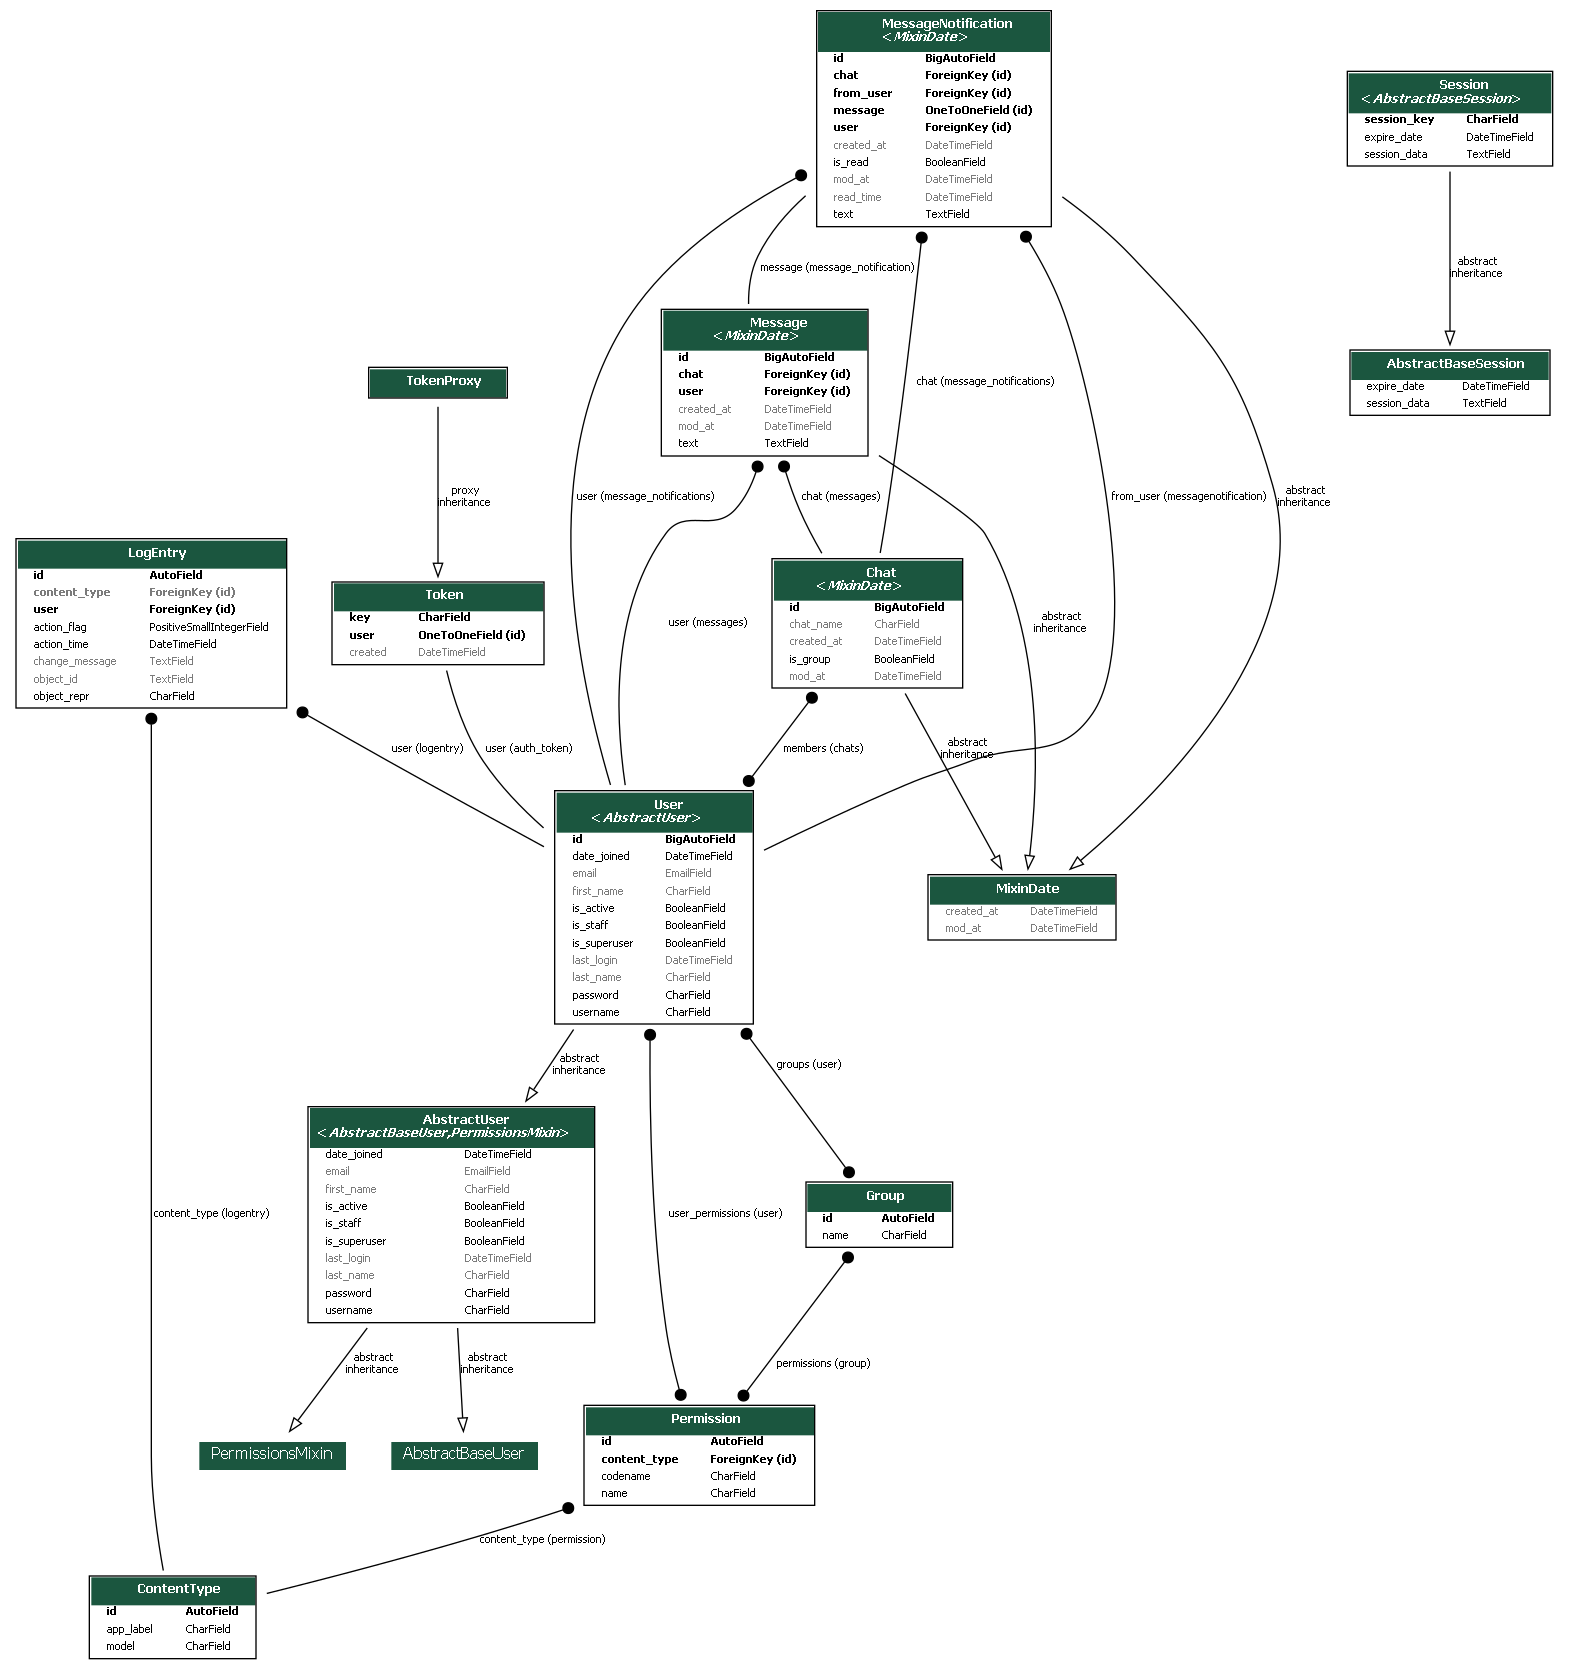 MessageNotification
<MixinDate>
id BigAutoField
chat ForeignKey (id)
from_user ForeignKey (id)
message OneToOneField (id)
user ForeignKey (id)
created_at DateTimeField
is_read BooleanField
mod_at DateTimeField
read_time DateTimeField
text TextField
Session
<AbstractBaseSession>
session_key CharField
expire_date DateTimeField
session_data TextField
message (message_notification)
abstract
inheritance
Message
<MixinDate>
id BigAutoField
chat ForeignKey (id)
user ForeignKey (id)
created_at DateTimeField
mod_at DateTimeField
text TextField
chat (message_notifications)
AbstractBaseSession
expire_date DateTimeField
session_data TextField
TokenProxy
proxy
inheritance
user (message_notifications)
chat (messages)
from_user (messagenotification)
abstract
inheritance
LogEntry
id AutoField
content_type ForeignKey (id)
user ForeignKey (id)
action_flag PositiveSmallIntegerField
action_time DateTimeField
change_message TextField
object_id TextField
object_repr CharField
Token
key CharField
user OneToOneField (id)
created DateTimeField
user (messages)
Chat
<MixinDate>
id BigAutoField
chat_name CharField
created_at DateTimeField
is_group BooleanField
mod_at DateTimeField
abstract
inheritance
user (logentry)
user (auth_token)
members (chats)
abstract
inheritance
User
<AbstractUser>
id BigAutoField
date_joined DateTimeField
email EmailField
first_name CharField
is_active BooleanField
is_staff BooleanField
is_superuser BooleanField
last_login DateTimeField
last_name CharField
password CharField
username CharField
MixinDate
created_at DateTimeField
mod_at DateTimeField
abstract
inheritance
groups (user)
AbstractUser
<AbstractBaseUser,PermissionsMixin>
date_joined DateTimeField
email EmailField
first_name CharField
is_active BooleanField
is_staff BooleanField
is_superuser BooleanField
last_login DateTimeField
last_name CharField
password CharField
username CharField
content_type (logentry)
user_permissions (user)
Group
id AutoField
name CharField
abstract
inheritance
abstract
inheritance
permissions (group)
PermissionsMixin
AbstractBaseUser
Permission
id AutoField
content_type ForeignKey (id)
codename CharField
name CharField
content_type (permission)
ContentType
id AutoField
app_label CharField
model CharField